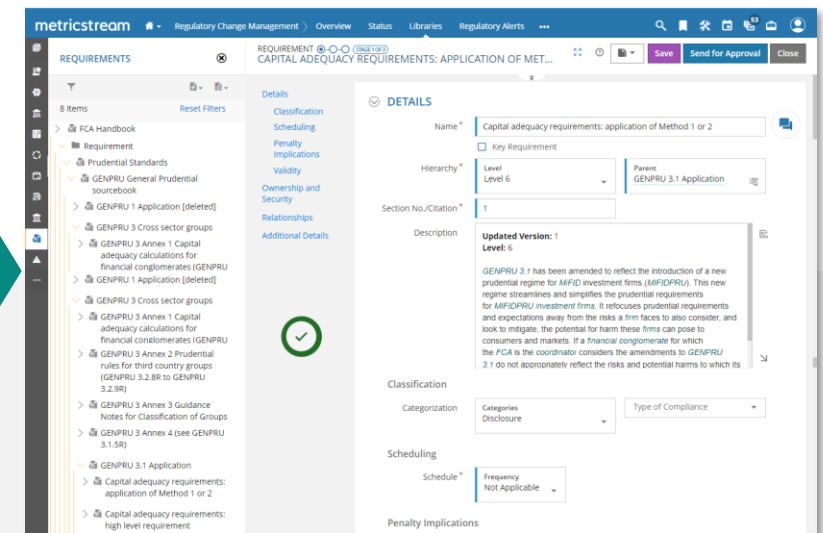 metricstream
Regulatory Change Management 〉 Overview Status Libraries Regulatory Alerts •••
53
REQUIREMENTS
8 Items Reset Filters
FCA Handbook
Requirement
Prudential Standards
GENPRU General Prudential
sourcebook
GENPRU 1 Application [deleted]
GENPRU 3 Cross sector groups
GENPRU 3 Annex 1 Capital
adequacy calculations for
financial conglomerates (GENPRU
GENPRU 1 Application [deleted]
GENPRU 3 Cross sector groups
GENPRU 3 Annex 1 Capital
adequacy calculations for
financial conglomerates (GENPRU
GENPRU 3 Annex 2 Prudential
rules for third country groups
(GENPRU 3.2.8R to GENPRU
3.2.9R)
GENPRU 3 Annex 3 Guidance
Notes for Classification of Groups
GENPRU 3 Annex 4 (see GENPRU
3.1.5R)
GENPRU 3.1 Application
Capital adequacy requirements:
application of Method 1 or 2
Capital adequacy requirements:
high level requirement
REQUIREMENT STAGE 1 OF 3
CAPITAL ADEQUACY REQUIREMENTS: APPLICATION OF MET...
Save Send for Approval Close
Details
Classification
Scheduling
Penalty
Implications
Validity
Ownership and
Security
Relationships
Additional Details
DETAILS
Name* Capital adequacy requirements: application of Method 1 or 2
Key Requirement
Hierarchy* Level Parent
Level 6 GENPRU 3.1 Application
Section No./Citation* 1
Description Updated Version: 1
Level: 6
GENPRU 3.1 has been amended to reflect the introduction of a new
prudential regime for MiFID investment firms (MIFIDPRU). This new
regime streamlines and simplifies the prudential requirements
for MIFIDPRU investment firms. It refocuses prudential requirements
and expectations away from the risks a firm faces to also consider, and
look to mitigate, the potential for harm these firms can pose to
consumers and markets. If a financial conglomerate for which
the FCA is the coordinator considers the amendments to GENPRU
3.1 do not appropriately reflect the risks and potential harms to which its
Classification
Categorization Categories Type of Compliance
Disclosure
Scheduling
Schedule* Frequency
Not Applicable
Penalty Implications